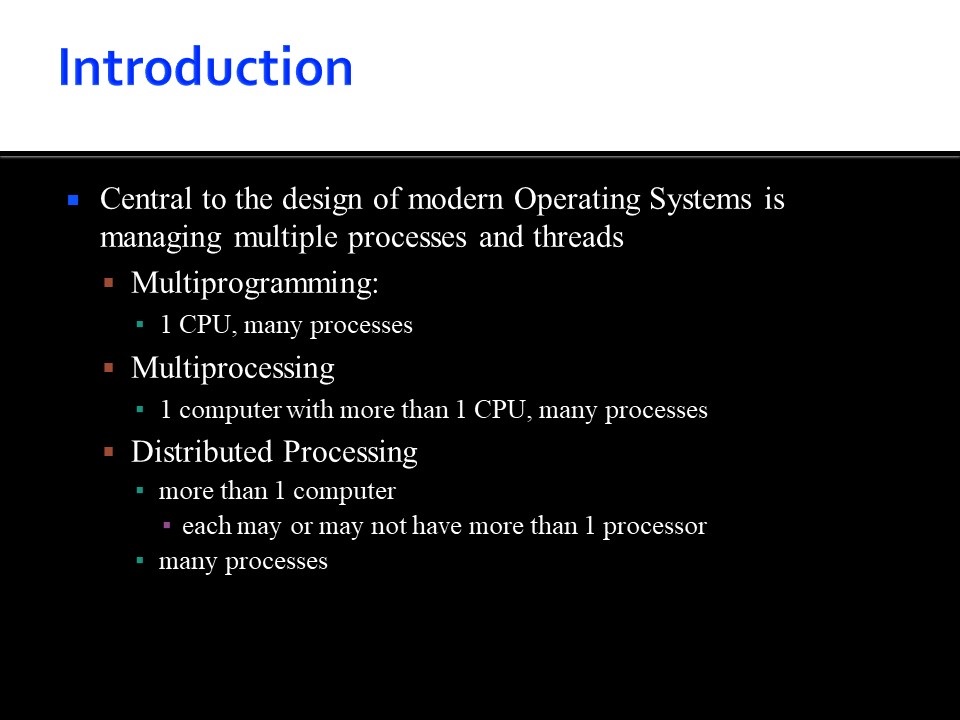 Introduction
Central to the design of modern Operating Systems is
managing multiple processes and threads
Multiprogramming:
1 CPU, many processes
Multiprocessing
1 computer with more than 1 CPU, many processes
Distributed Processing
more than 1 computer
each may or may not have more than 1 processor
many processes